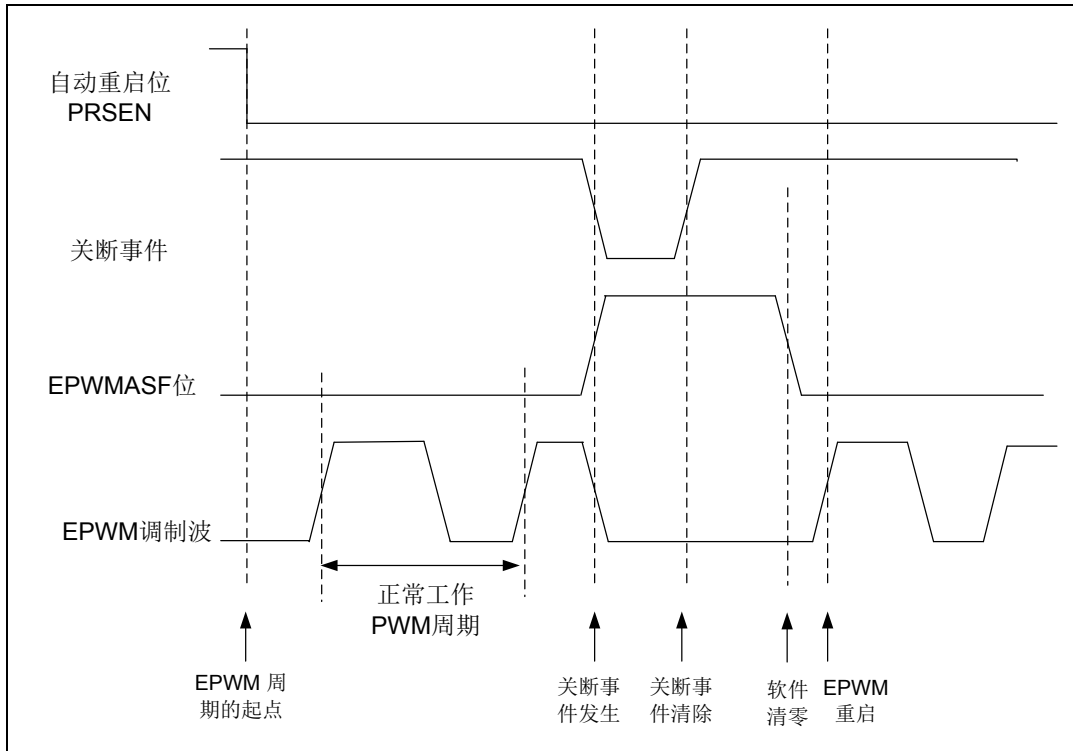 自动重启位
PRSEN
关断事件
EPWMASF位
EPWM调制波
正常工作
PWM周期
EPWM 周
期的起点
关断事
件发生
关断事
件清除
软件
清零
EPWM
重启